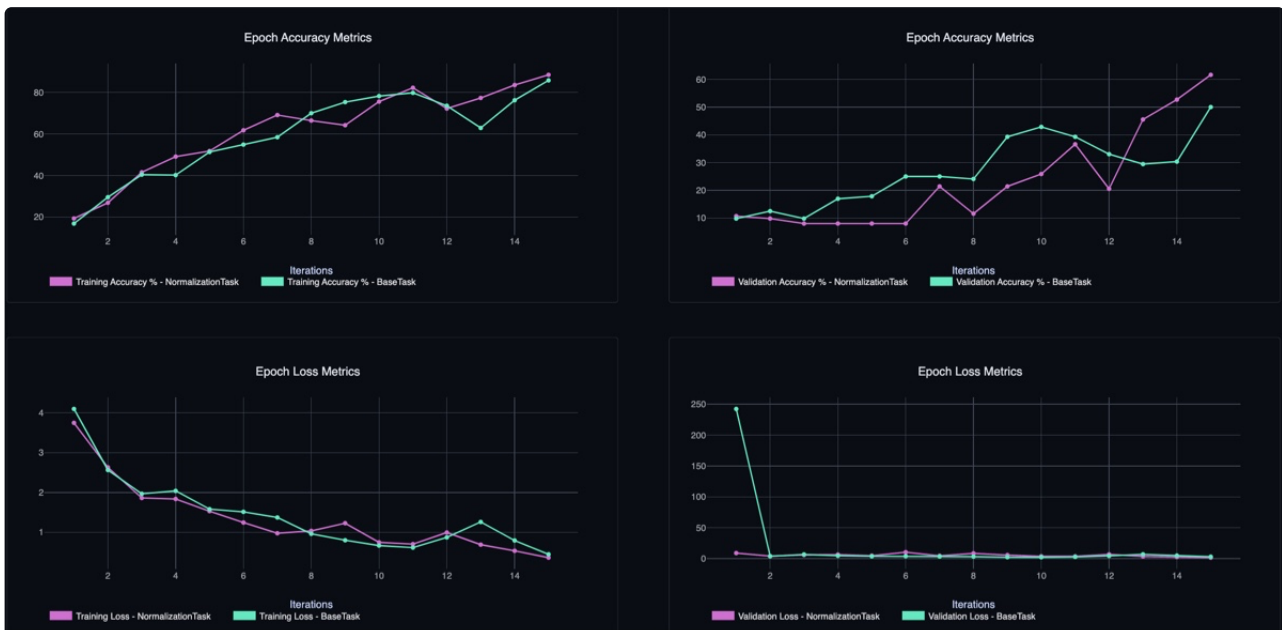 Epoch Accuracy Metrics
80
60
40
20
2 4 6 8 10 12 14
Iterations
Training Accuracy % - NormalizationTask Training Accuracy % - BaseTask
Epoch Accuracy Metrics
60
50
40
30
20
10
2 4 6 8 10 12 14
Iterations
Validation Accuracy % - NormalizationTask Validation Accuracy % - BaseTask
Epoch Loss Metrics
4
3
2
1
2 4 6 8 10 12 14
Iterations
Training Loss - NormalizationTask Training Loss - BaseTask
Epoch Loss Metrics
250
200
150
100
50
0
2 4 6 8 10 12 14
Iterations
Validation Loss - NormalizationTask Validation Loss - BaseTask